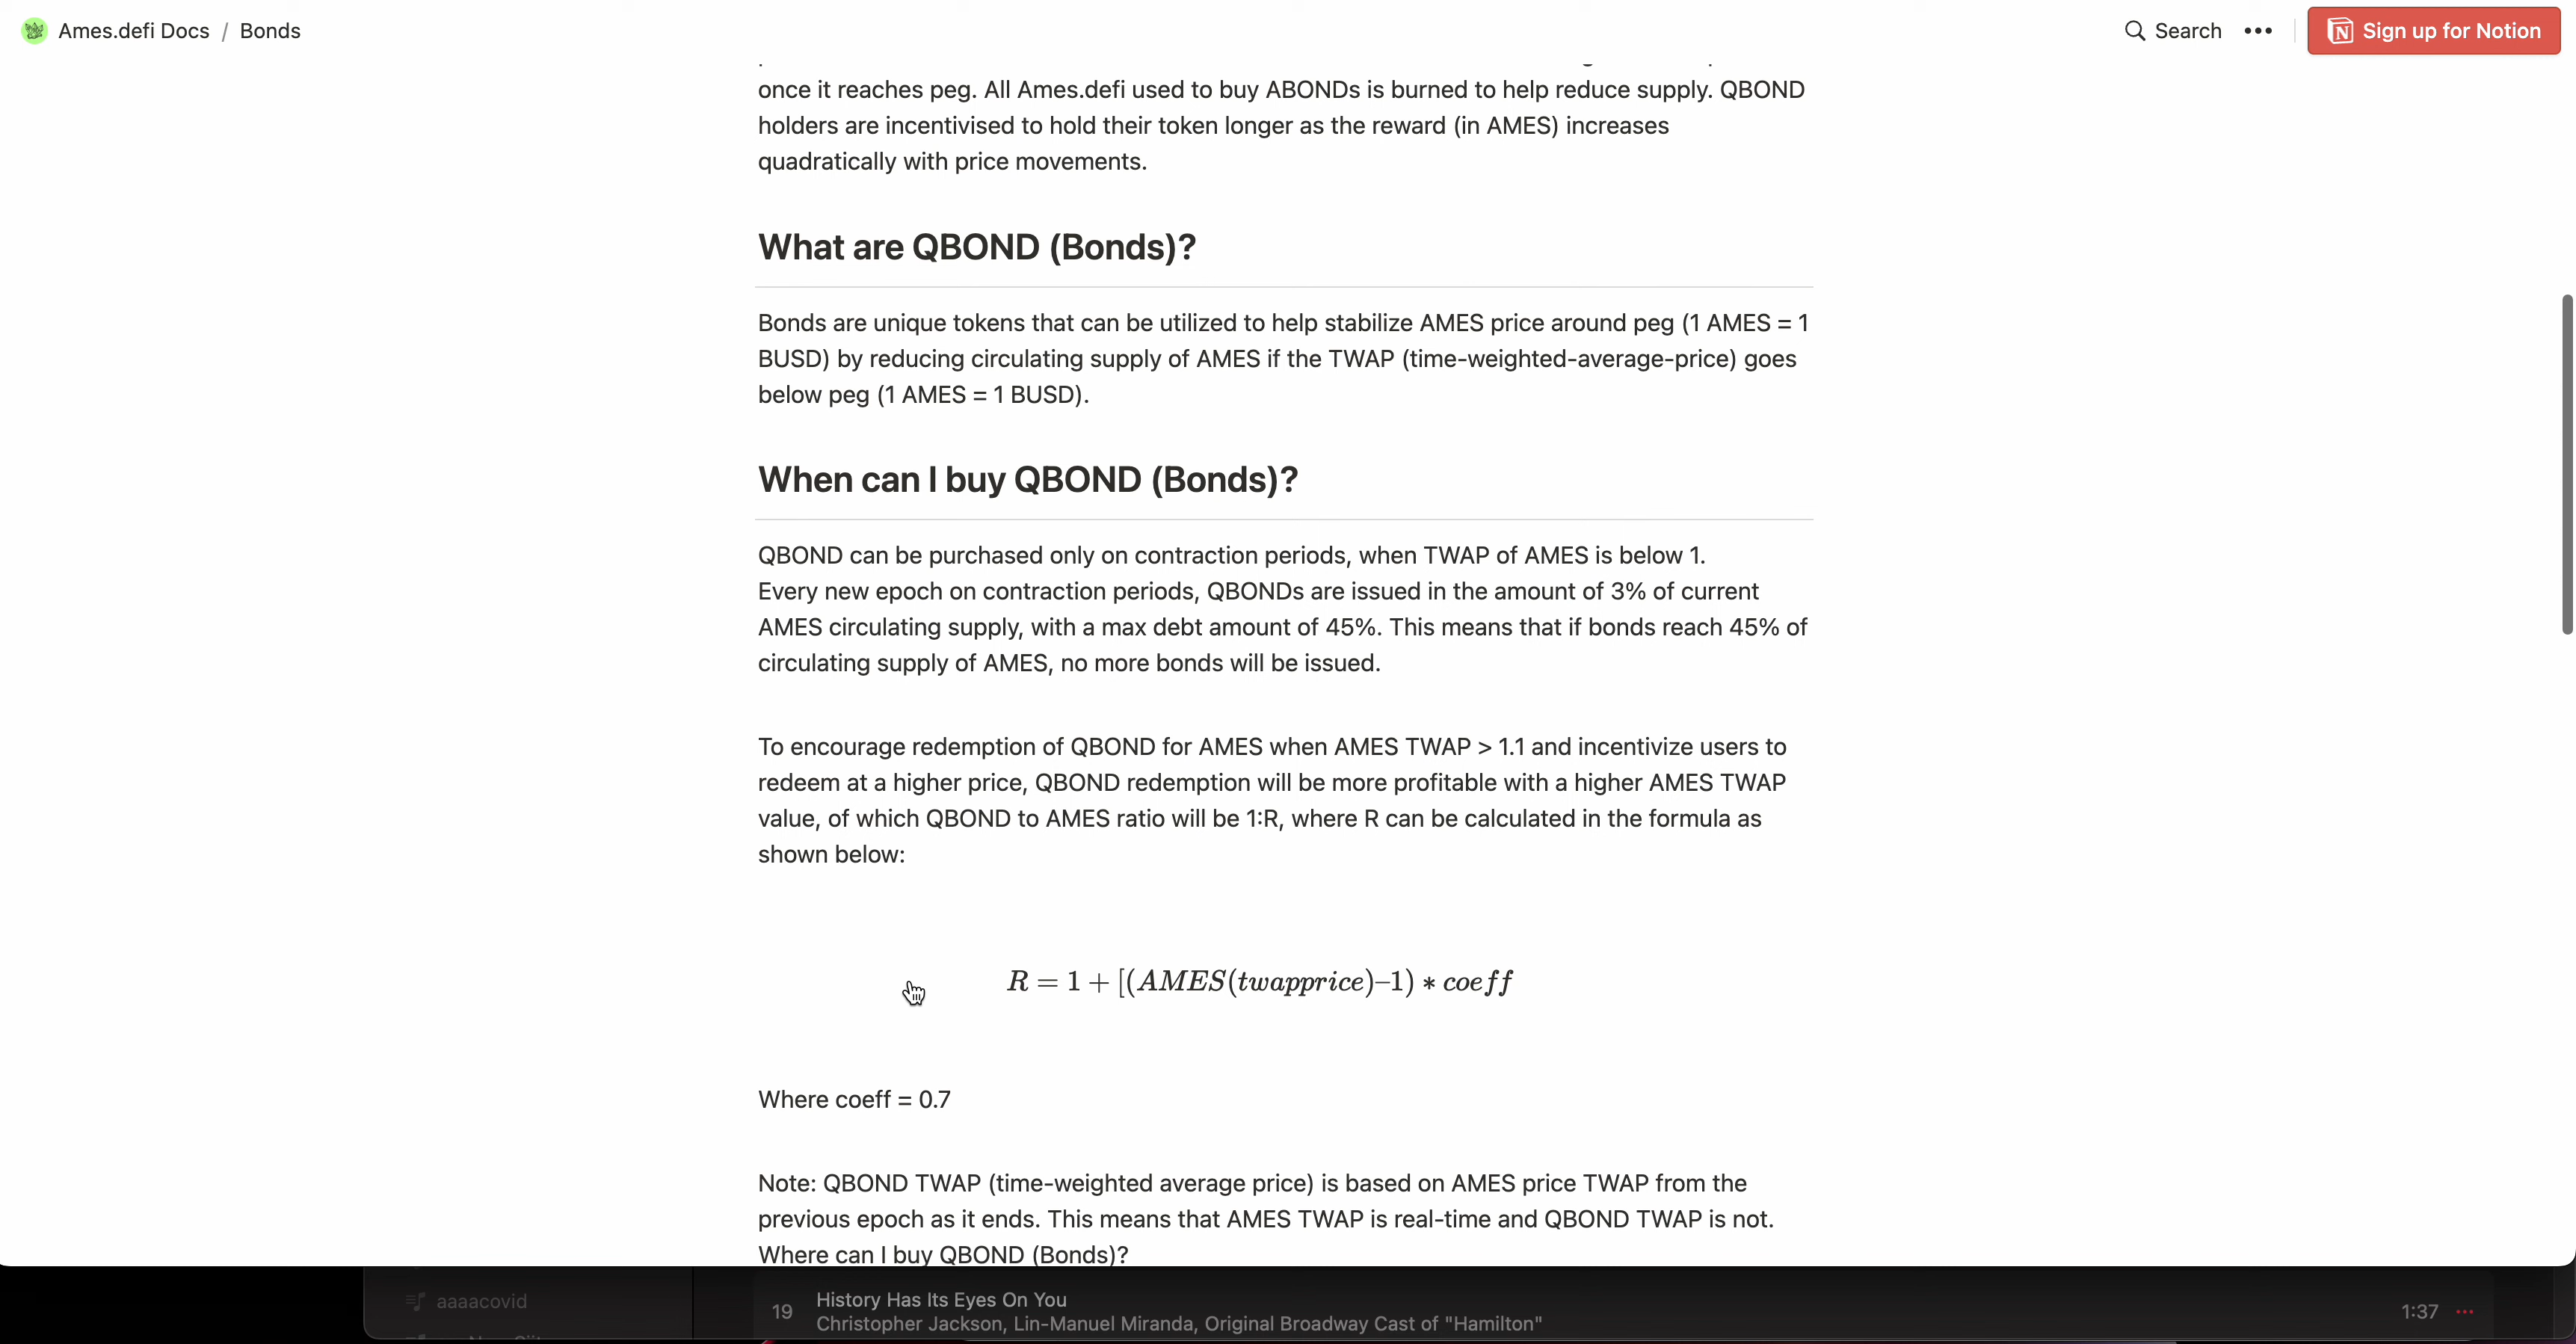 Ames.defi Docs / Bonds
Search
Sign up for Notion
once it reaches peg. All Ames.defi used to buy ABONDs is burned to help reduce supply. QBOND
holders are incentivised to hold their token longer as the reward (in AMES) increases
quadratically with price movements.
What are QBOND (Bonds)?
Bonds are unique tokens that can be utilized to help stabilize AMES price around peg (1 AMES = 1
BUSD) by reducing circulating supply of AMES if the TWAP (time-weighted-average-price) goes
below peg (1 AMES = 1 BUSD).
When can I buy QBOND (Bonds)?
QBOND can be purchased only on contraction periods, when TWAP of AMES is below 1.
Every new epoch on contraction periods, QBONDs are issued in the amount of 3% of current
AMES circulating supply, with a max debt amount of 45%. This means that if bonds reach 45% of
circulating supply of AMES, no more bonds will be issued.
To encourage redemption of QBOND for AMES when AMES TWAP > 1.1 and incentivize users to
redeem at a higher price, QBOND redemption will be more profitable with a higher AMES TWAP
value, of which QBOND to AMES ratio will be 1:R, where R can be calculated in the formula as
shown below:
R = 1 + [(AMES(twapprice)–1) ∗ coeff
Where coeff = 0.7
Note: QBOND TWAP (time-weighted average price) is based on AMES price TWAP from the
previous epoch as it ends. This means that AMES TWAP is real-time and QBOND TWAP is not.
Where can I buy QBOND (Bonds)?
aaaacovid
19 History Has Its Eyes On You 1:37
Christopher Jackson, Lin-Manuel Miranda, Original Broadway Cast of "Hamilton"